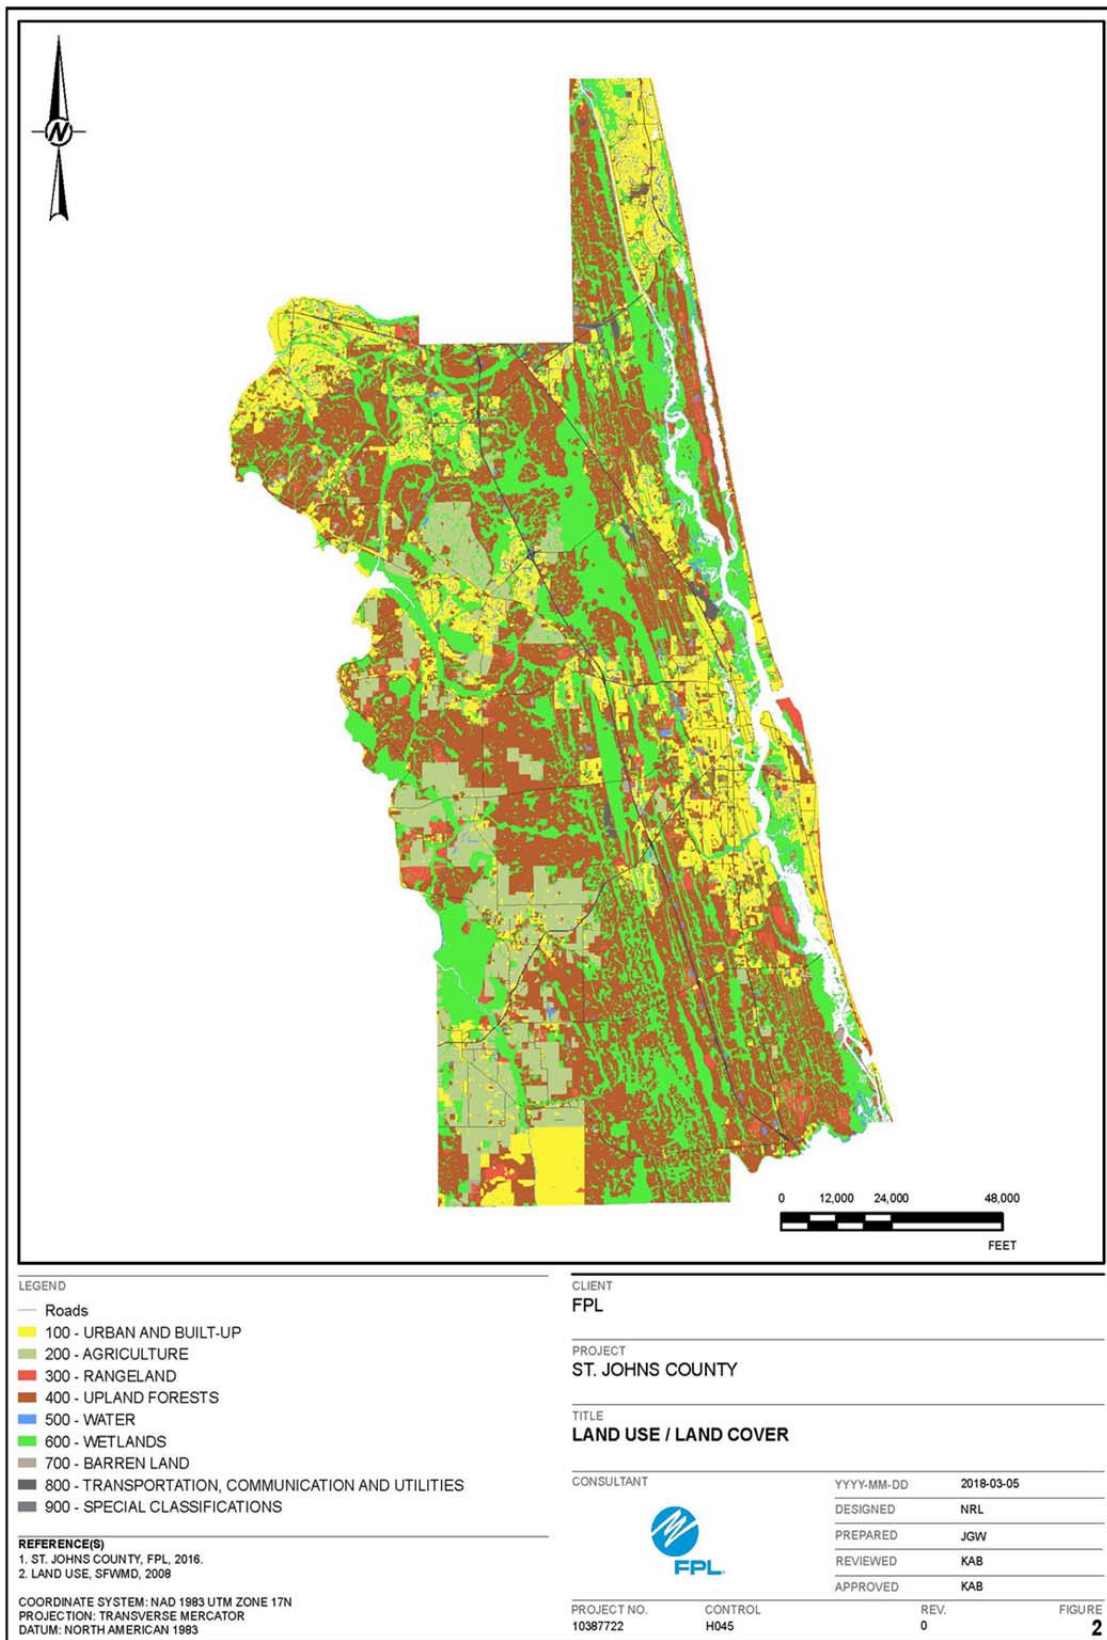 N
0 12,000 24,000 48,000
FEET
LEGEND
Roads
100 - URBAN AND BUILT-UP
200 - AGRICULTURE
300 - RANGELAND
400 - UPLAND FORESTS
500 - WATER
600 - WETLANDS
700 - BARREN LAND
800 - TRANSPORTATION, COMMUNICATION AND UTILITIES
900 - SPECIAL CLASSIFICATIONS
REFERENCE(S)
1. ST. JOHNS COUNTY, FPL, 2016.
2. LAND USE, SFWMD, 2008
COORDINATE SYSTEM: NAD 1983 UTM ZONE 17N
PROJECTION: TRANSVERSE MERCATOR
DATUM: NORTH AMERICAN 1983
CLIENT
FPL
PROJECT
ST. JOHNS COUNTY
TITLE
LAND USE / LAND COVER
CONSULTANT
FPL.
YYYY-MM-DD 2018-03-05
DESIGNED NRL
PREPARED JGW
REVIEWED KAB
APPROVED KAB
PROJECT NO. CONTROL REV. FIGURE
10387722 H045 0 2